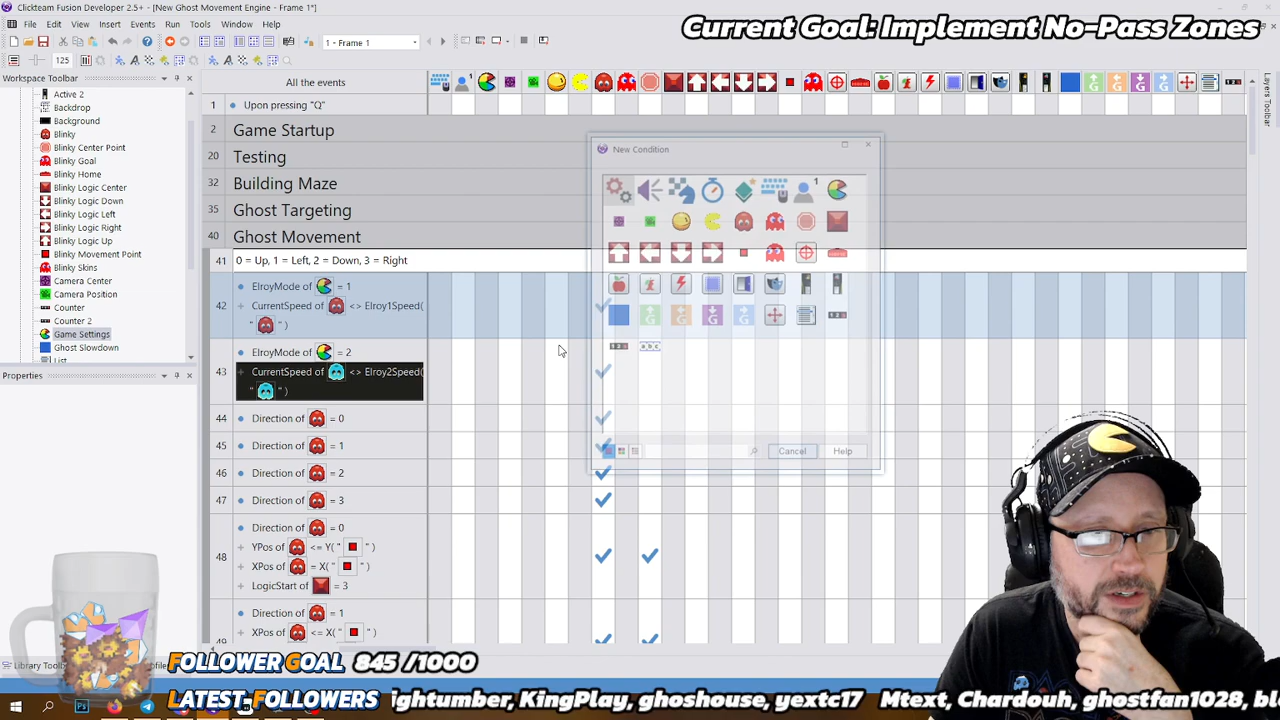 Clickteam Fusion Developer 2.5+ - [New Ghost Movement Engine - Frame 1*]
Current Goal: Implement No-Pass Zones
File Edit View Insert Events Run Tools Window Help
1 - Frame 1
125
Workspace Toolbar
Active 2
Backdrop
Background
Blinky
Blinky Center Point
Blinky Goal
Blinky Home
Blinky Logic Center
Blinky Logic Down
Blinky Logic Left
Blinky Logic Right
Blinky Logic Up
Blinky Movement Point
Blinky Skins
Camera Center
Camera Position
Counter
Counter 2
Game Settings
Ghost Slowdown
List
Properties
All the events
1 Upon pressing "Q"
2 Game Startup
20 Testing
32 Building Maze
35 Ghost Targeting
40 Ghost Movement
41 0 = Up, 1 = Left, 2 = Down, 3 = Right
42 ElroyMode of = 1
+ CurrentSpeed of <> Elroy1Speed(
" ")
43 ElroyMode of = 2
+ CurrentSpeed of <> Elroy2Speed(
" ")
44 Direction of = 0
45 Direction of = 1
46 Direction of = 2
47 Direction of = 3
48 Direction of = 0
+ YPos of <= Y( " " )
+ XPos of = X( " " )
+ LogicStart of = 3
49 Direction of = 1
+ XPos of <= X( " " )
New Condition
Cancel Help
Layers Toolbar
Library Toolb
FOLLOWER GOAL 845 /1000
LATEST FOLLOWERS ightumber, KingPlay, ghoshouse, yextc17 Mtext, Chardouh, ghostfan1028, bl